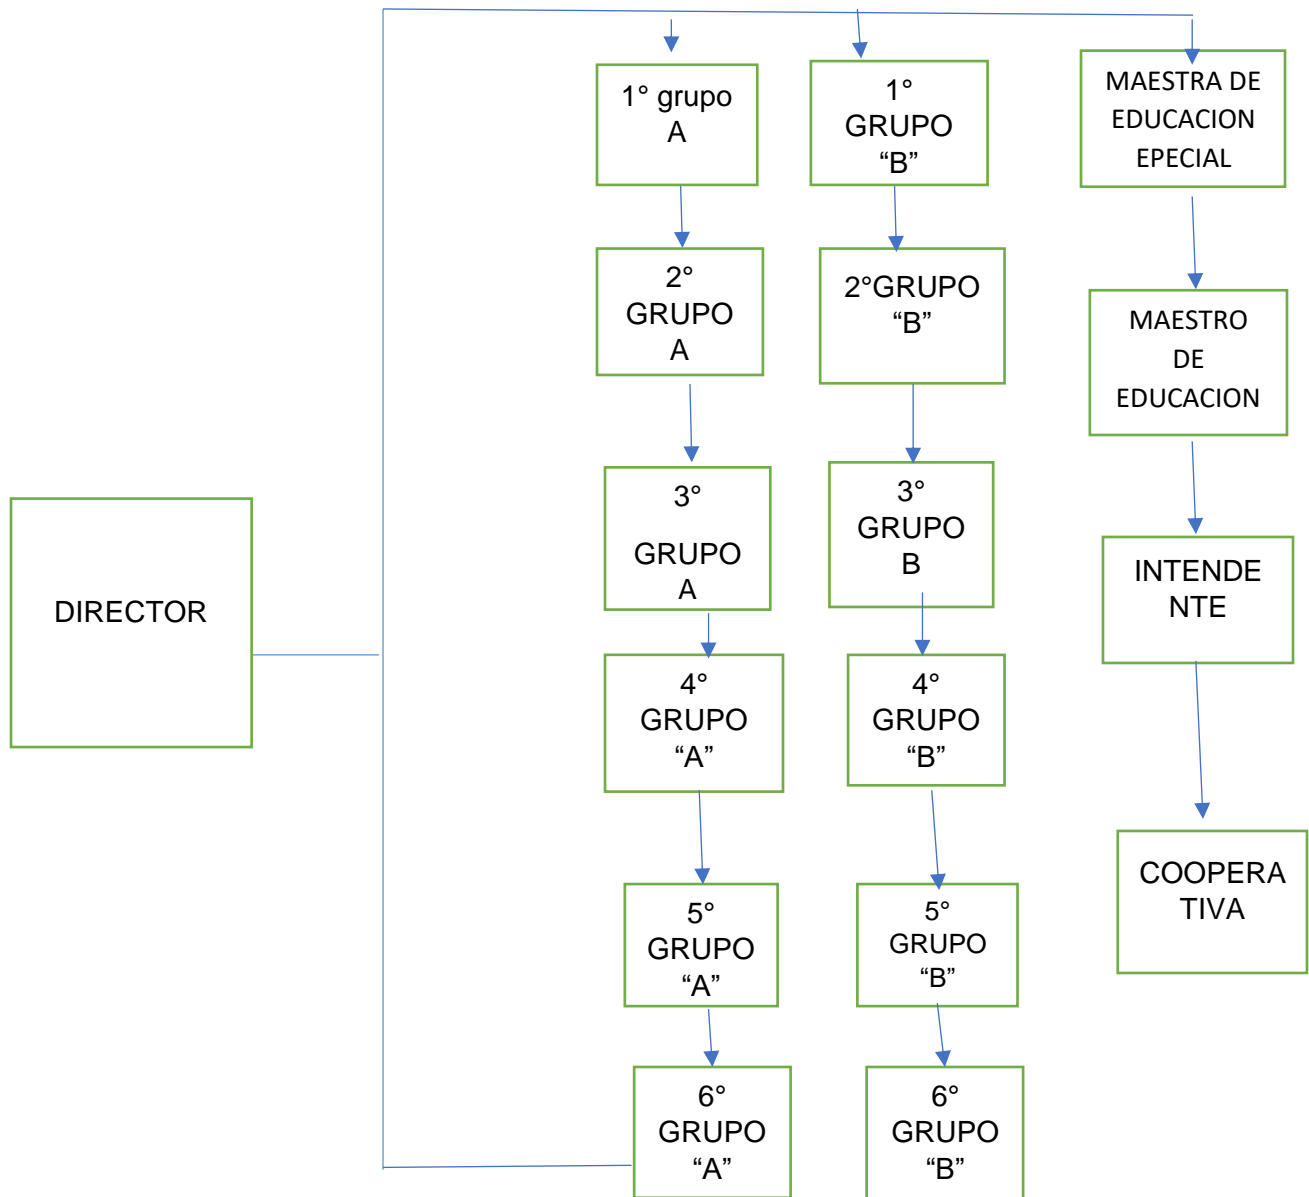 1° grupo
A
1°
GRUPO
“B”
MAESTRA DE
EDUCACION
EPECIAL
2°
GRUPO
A
2°GRUPO
“B”
MAESTRO
DE
EDUCACION
3°
GRUPO
A
3°
GRUPO
B
INTENDE
NTE
DIRECTOR
4°
GRUPO
“A”
4°
GRUPO
“B”
COOPERA
TIVA
5°
GRUPO
“A”
5°
GRUPO
“B”
6°
GRUPO
“A”
6°
GRUPO
“B”